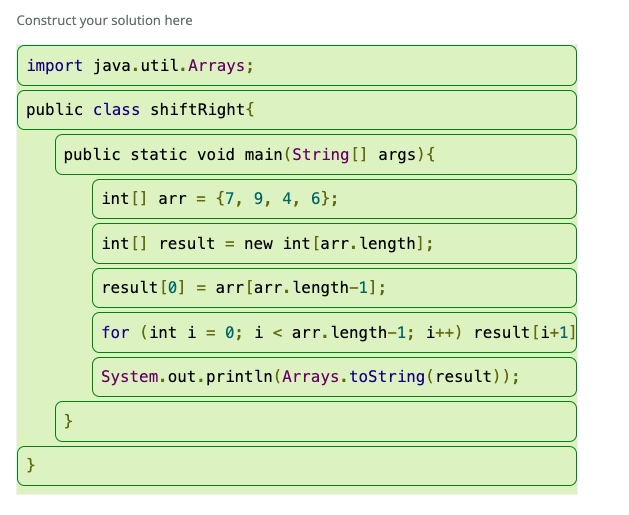 Construct your solution here
import java.util.Arrays;
public class shiftRight{
public static void main(String[] args){
int[] arr = {7, 9, 4, 6};
int[] result = new int[arr.length];
result[0] = arr[arr.length-1];
for (int i = 0; i < arr.length-1; i++) result[i+1]
System.out.println(Arrays.toString(result));
}
}